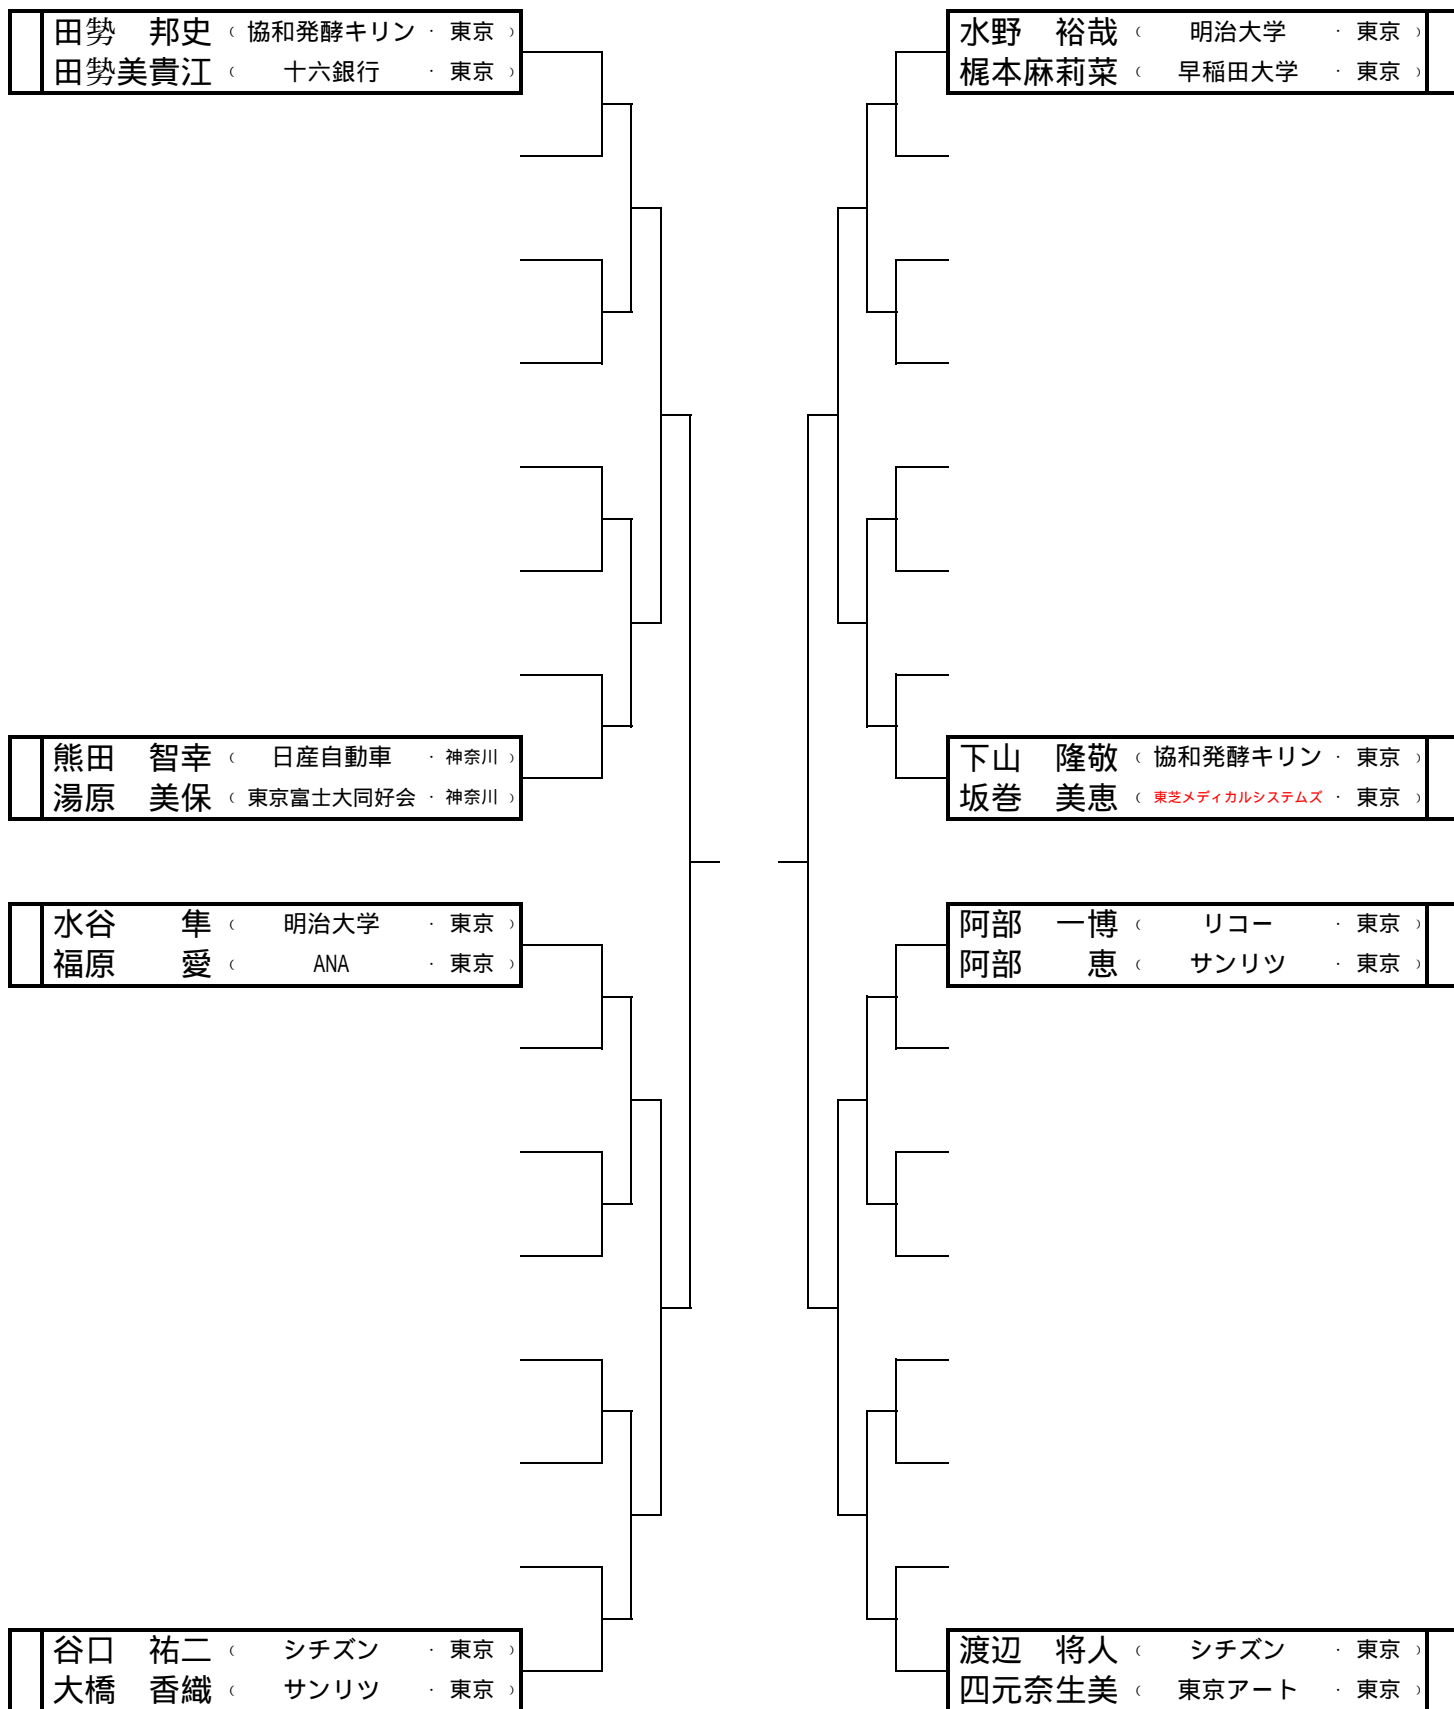 田㔟　邦史（協和発酵キリン・東京）
田㔟美貴江（十六銀行・東京）
熊田　智幸（日産自動車・神奈川）
湯原　美保（東京富士大同好会・神奈川）
水谷　　隼（明治大学・東京）
福原　　愛（ANA・東京）
谷口　祐二（シチズン・東京）
大橋　香織（サンリツ・東京）
水野　裕哉（明治大学・東京）
梶本麻莉菜（早稲田大学・東京）
下山　隆敬（協和発酵キリン・東京）
坂巻　美恵（東芝メディカルシステムズ・東京）
阿部　一博（リコー・東京）
阿部　　恵（サンリツ・東京）
渡辺　将人（シチズン・東京）
四元奈生美（東京アート・東京）